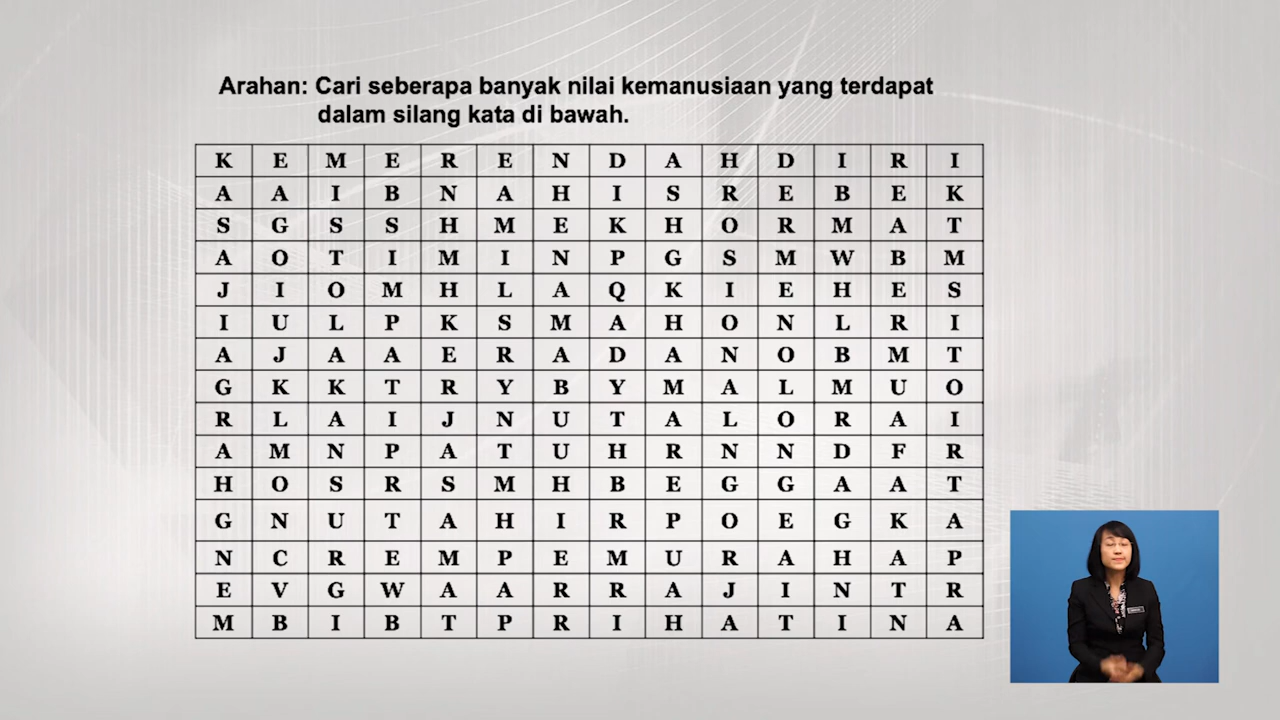 Arahan: Cari seberapa banyak nilai kemanusiaan yang terdapat
dalam silang kata di bawah.
K E M E R E N D A H D I R I
A A I B N A H I S R E B E K
S G S S H M E K H O R M A T
A O T I M I N P G S M W B M
J I O M H L A Q K I E H E S
I U L P K S M A H O N L R I
A J A A E R A D A N O B M T
G K K T R Y B Y M A L M U O
R L A I J N U T A L O R A I
A M N P A T U H R N N D F R
H O S R S M H B E G G A A T
G N U T A H I R P O E G K A
N C R E M P E M U R A H A P
E V G W A A R R A J I N T R
M B I B T P R I H A T I N A